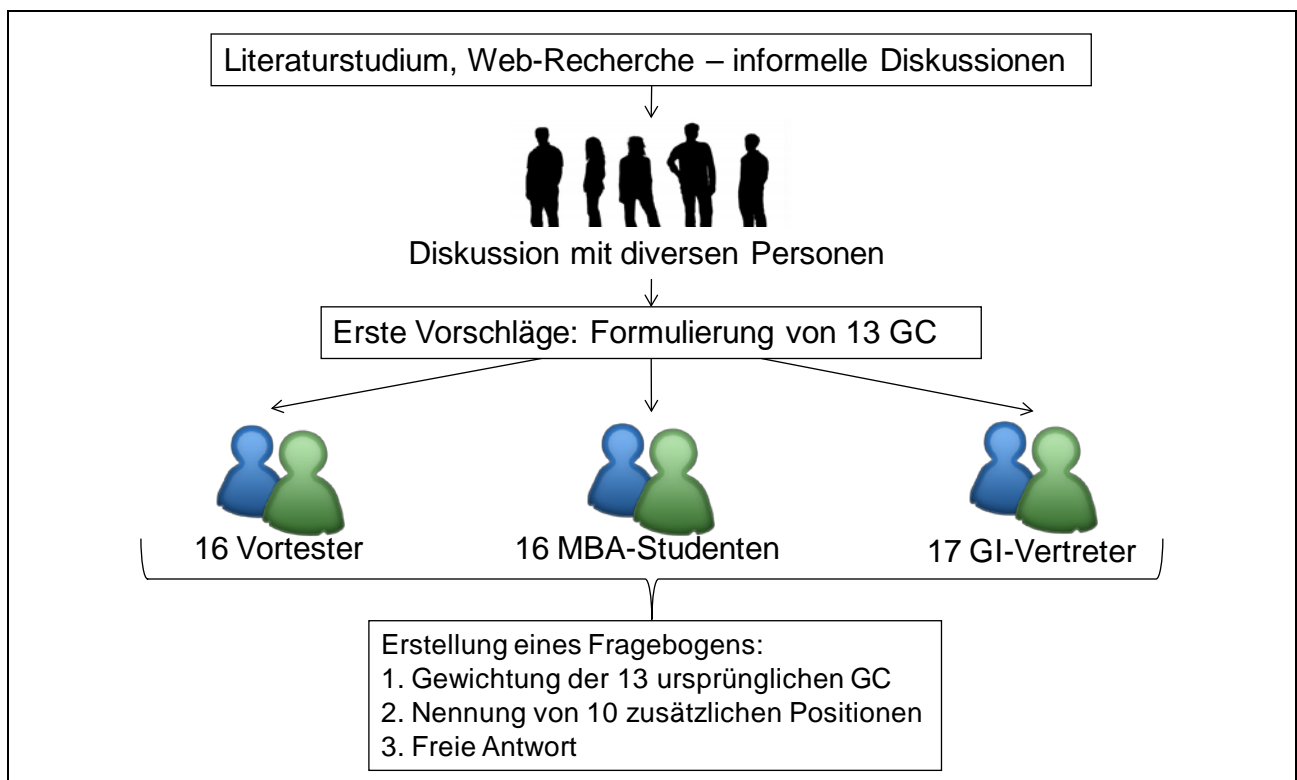 Literaturstudium, Web-Recherche – informelle Diskussionen
Diskussion mit diversen Personen
Erste Vorschläge: Formulierung von 13 GC
16 Vortester
16 MBA-Studenten
17 GI-Vertreter
Erstellung eines Fragebogens:
1. Gewichtung der 13 ursprünglichen GC
2. Nennung von 10 zusätzlichen Positionen
3. Freie Antwort